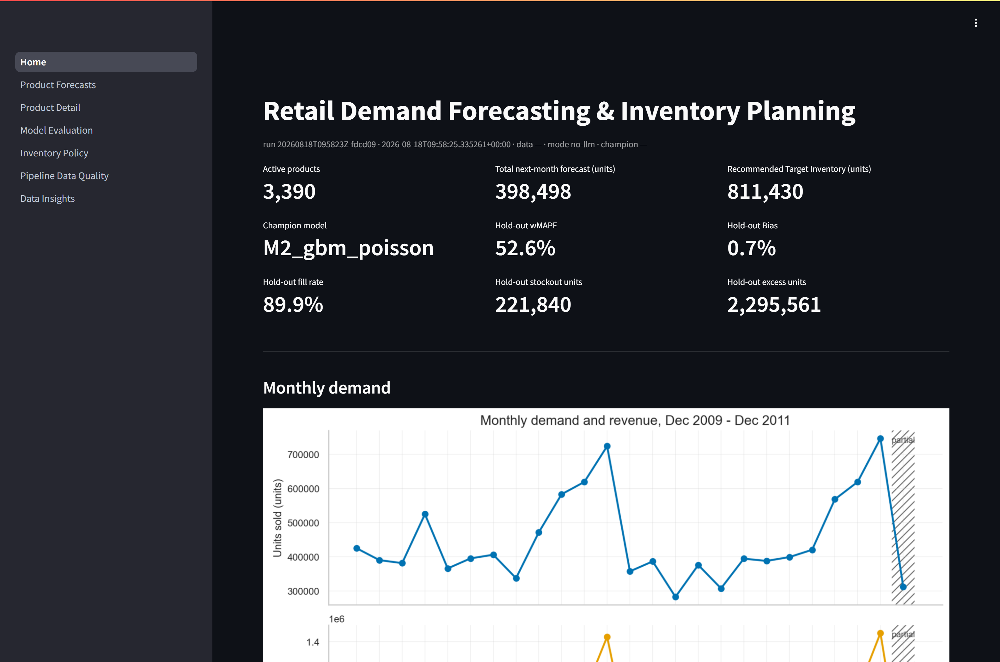 Home
Product Forecasts
Product Detail
Model Evaluation
Inventory Policy
Pipeline Data Quality
Data Insights
Retail Demand Forecasting & Inventory Planning
run 20260818T095823Z-fdcd09 · 2026-08-18T09:58:25.335261+00:00 · data — · mode no-llm · champion —
Active products
3,390
Total next-month forecast (units)
398,498
Recommended Target Inventory (units)
811,430
Champion model
M2_gbm_poisson
Hold-out wMAPE
52.6%
Hold-out Bias
0.7%
Hold-out fill rate
89.9%
Hold-out stockout units
221,840
Hold-out excess units
2,295,561
Monthly demand
Monthly demand and revenue, Dec 2009 - Dec 2011
Units sold (units)
700000
600000
500000
400000
300000
partial
1e6
1.4
partial